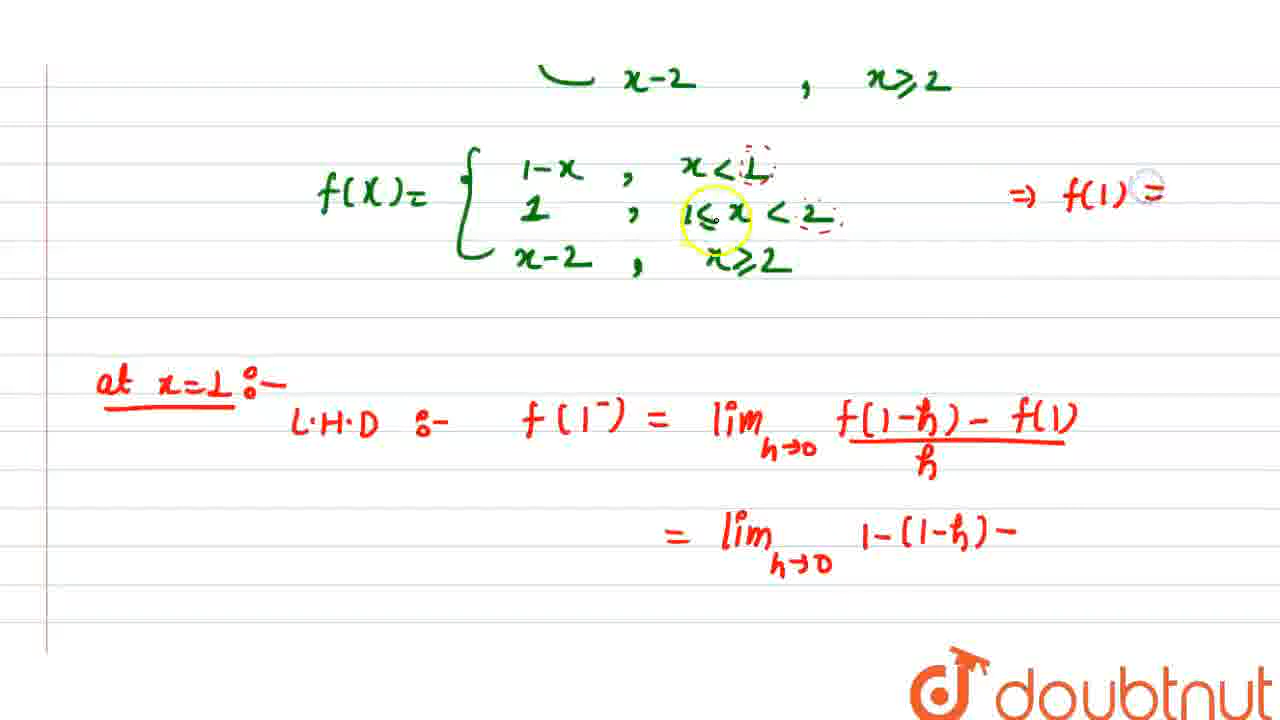 x-2 , x⩾2
f(x)= { 1-x , x<1
1 , 1≤x<2 ⇒ f(1) =
x-2 , x⩾2
at x=1 :-
L.H.D :- f(1⁻) = lim h→0 f(1-h) - f(1) / h
= lim h→0 1-(1-h)-
doubtnut